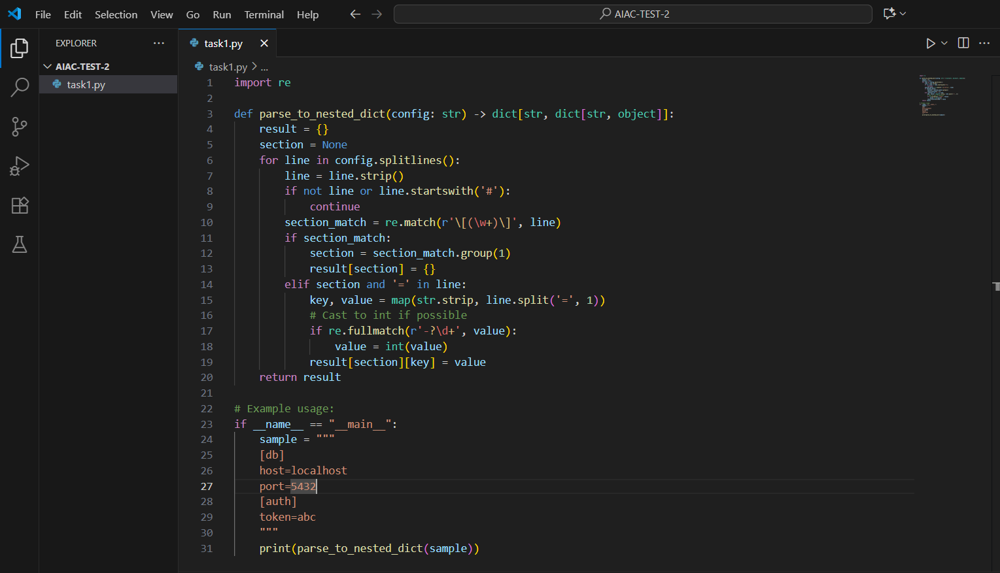 File Edit Selection View Go Run Terminal Help
AIAC-TEST-2
EXPLORER
AIAC-TEST-2
task1.py
task1.py
task1.py > ...
1 import re
2
3 def parse_to_nested_dict(config: str) -> dict[str, dict[str, object]]:
4     result = {}
5     section = None
6     for line in config.splitlines():
7         line = line.strip()
8         if not line or line.startswith('#'):
9             continue
10         section_match = re.match(r'\[(\w+)\]', line)
11         if section_match:
12             section = section_match.group(1)
13             result[section] = {}
14         elif section and '=' in line:
15             key, value = map(str.strip, line.split('=', 1))
16             # Cast to int if possible
17             if re.fullmatch(r'-?\d+', value):
18                 value = int(value)
19             result[section][key] = value
20     return result
21
22 # Example usage:
23 if __name__ == "__main__":
24     sample = """
25     [db]
26     host=localhost
27     port=5432
28     [auth]
29     token=abc
30     """
31     print(parse_to_nested_dict(sample))